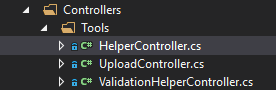 Controllers
Tools
C# HelperController.cs
C# UploadController.cs
C# ValidationHelperController.cs